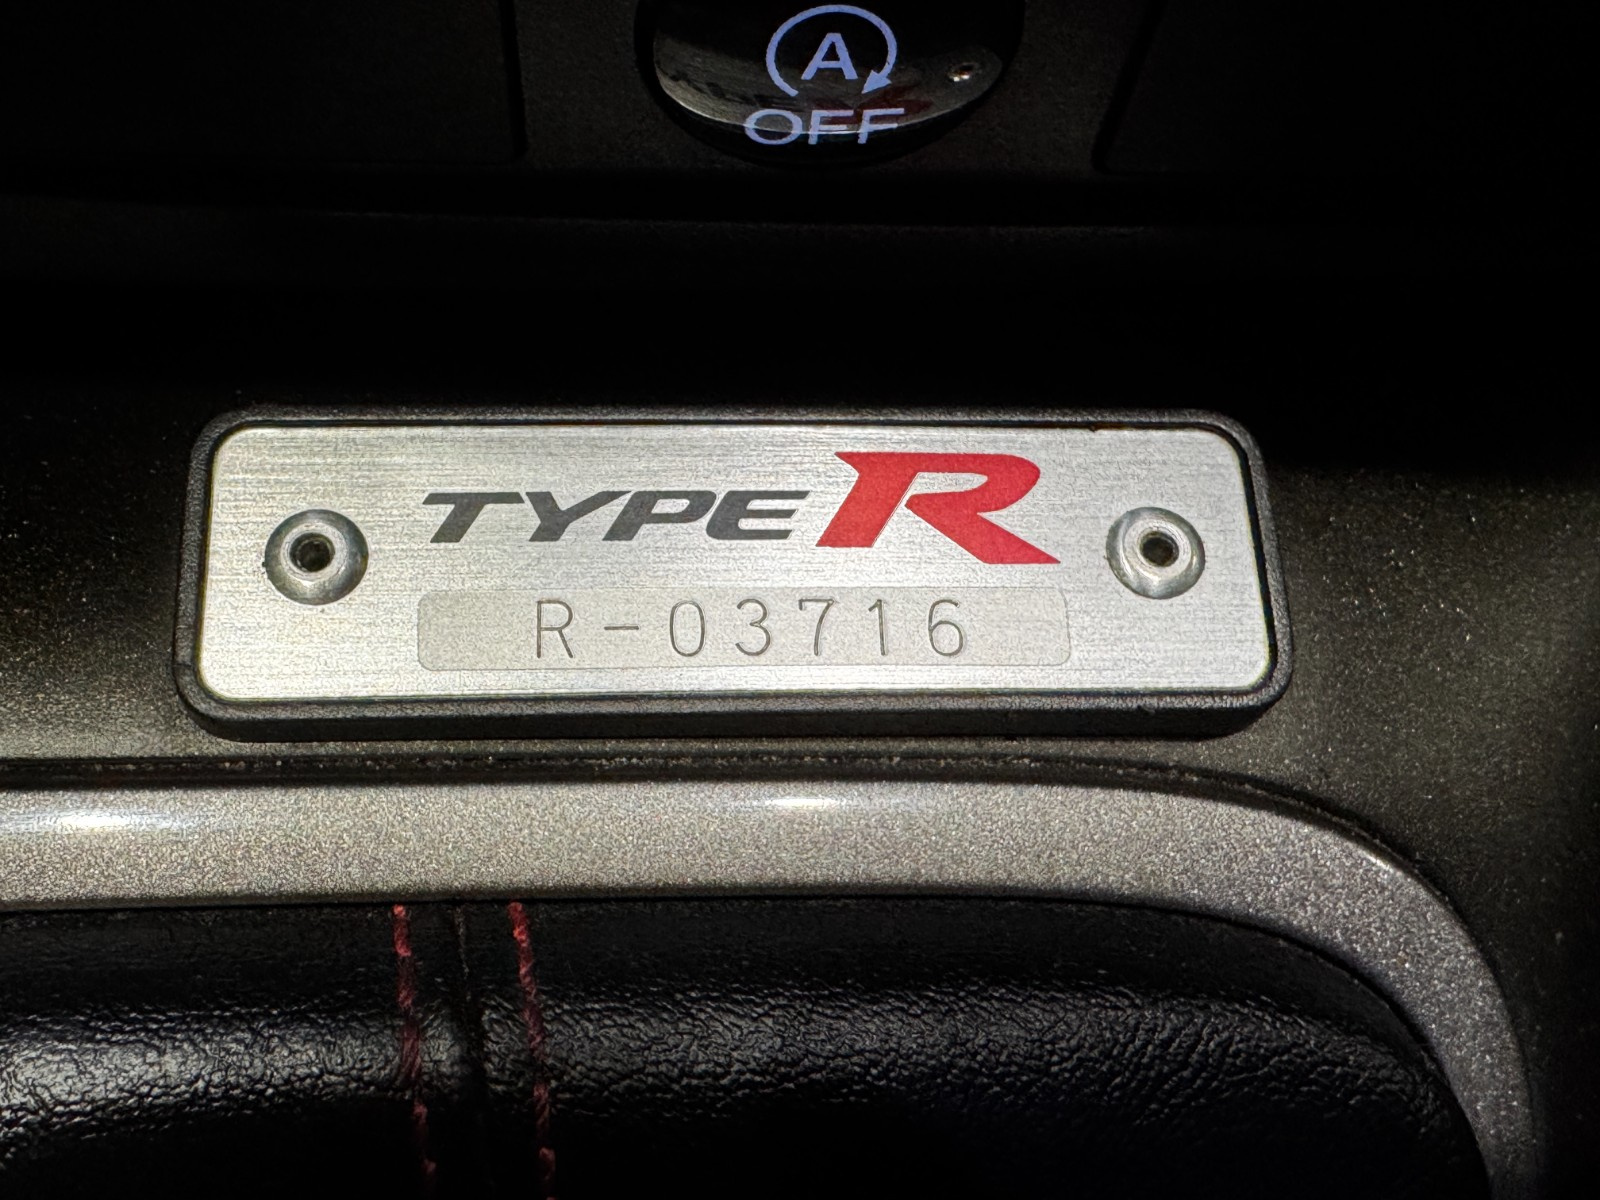 A
OFF
TYPE R
R-03716